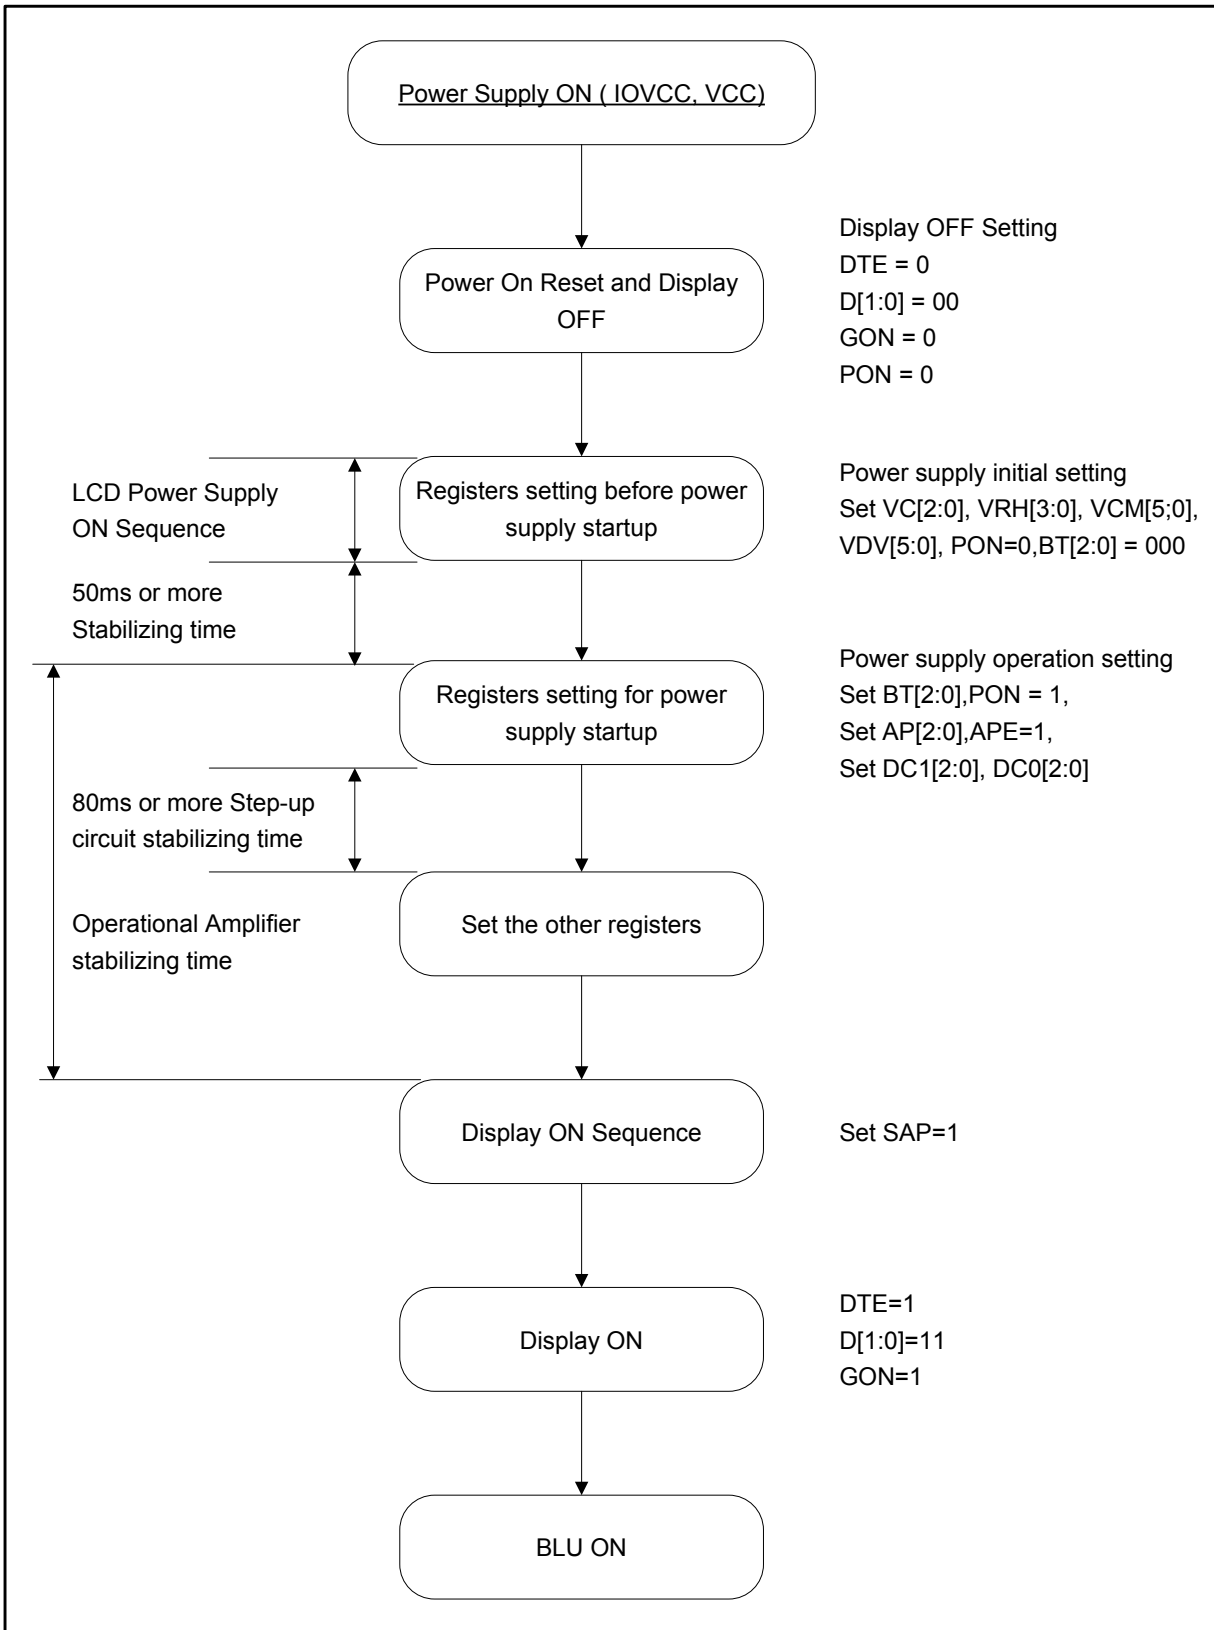 Power Supply ON ( IOVCC, VCC)
Power On Reset and Display
OFF
Display OFF Setting
DTE = 0
D[1:0] = 00
GON = 0
PON = 0
LCD Power Supply
ON Sequence
Registers setting before power
supply startup
Power supply initial setting
Set VC[2:0], VRH[3:0], VCM[5;0],
VDV[5:0], PON=0,BT[2:0] = 000
50ms or more
Stabilizing time
Registers setting for power
supply startup
Power supply operation setting
Set BT[2:0],PON = 1,
Set AP[2:0],APE=1,
Set DC1[2:0], DC0[2:0]
80ms or more Step-up
circuit stabilizing time
Operational Amplifier
stabilizing time
Set the other registers
Display ON Sequence
Set SAP=1
Display ON
DTE=1
D[1:0]=11
GON=1
BLU ON